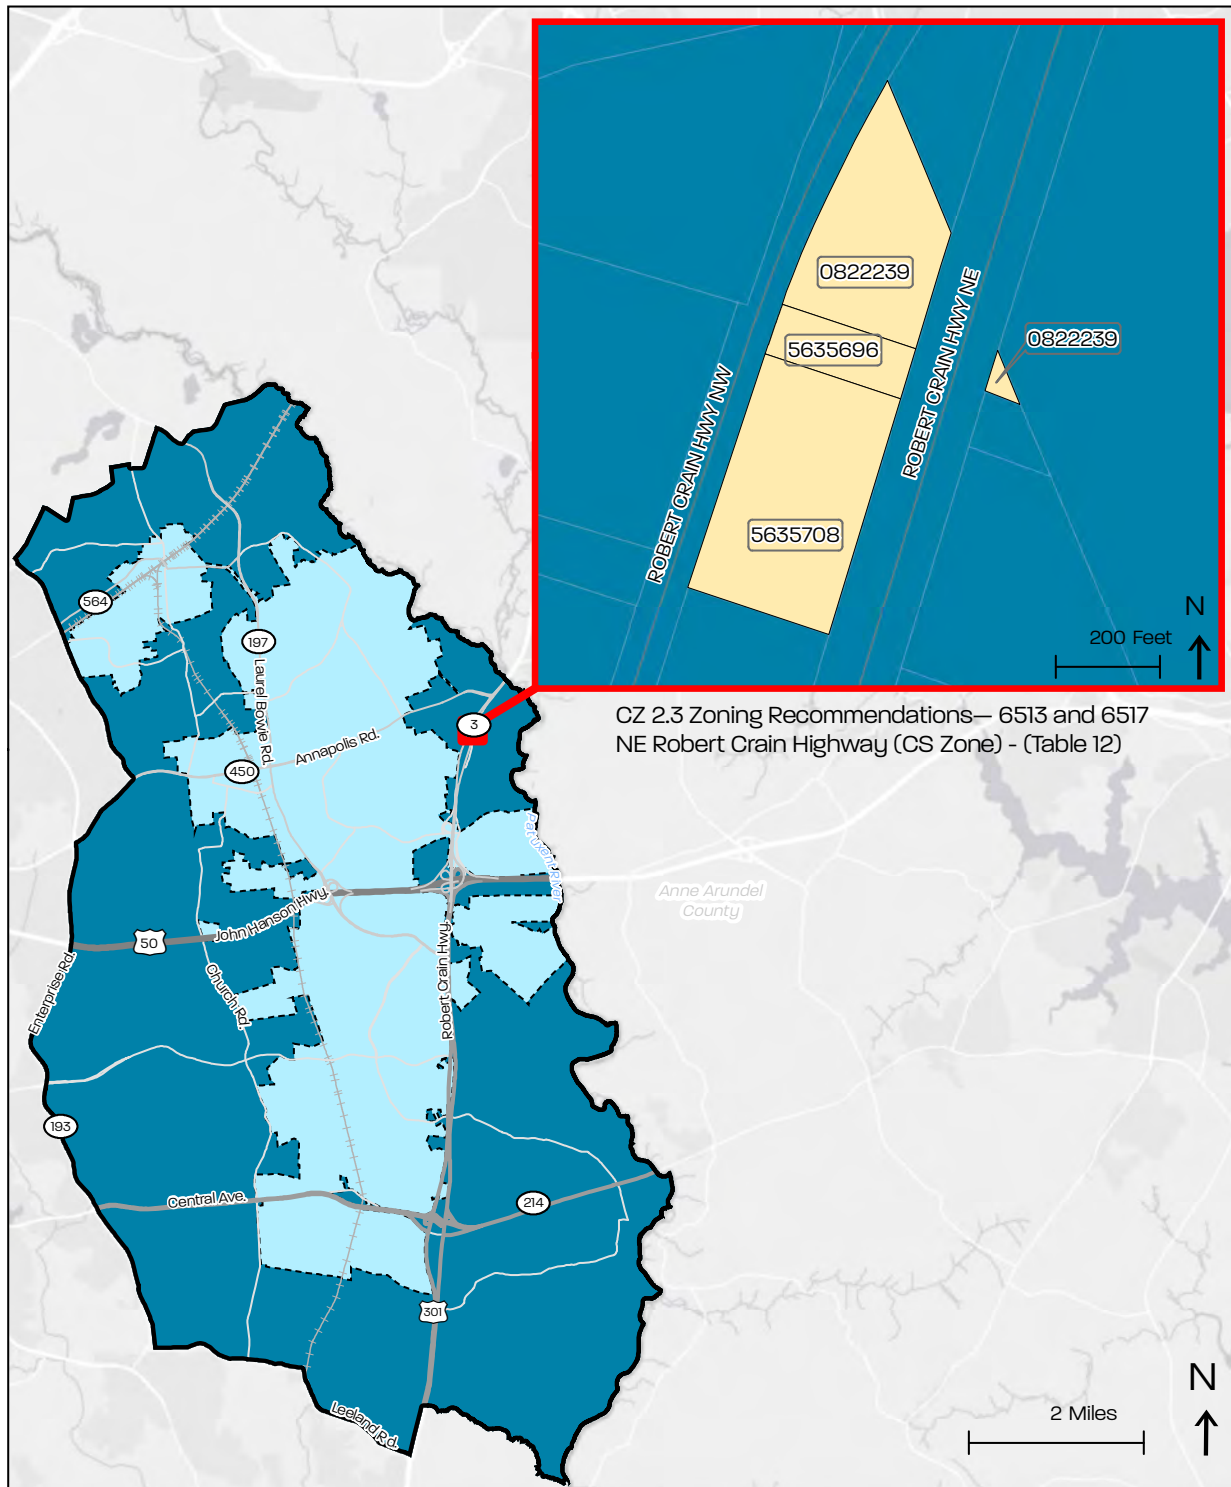 0822239
5635696
0822239
5635708
ROBERT CRAIN HWY NW
ROBERT CRAIN HWY NE
N
200 Feet
CZ 2.3 Zoning Recommendations— 6513 and 6517
NE Robert Crain Highway (CS Zone) - (Table 12)
564
197
Laurel Bowie Rd.
3
Annapolis Rd.
450
Patuxent River
Anne Arundel
County
John Hanson Hwy.
50
Enterprise Rd.
Church Rd.
Robert Crain Hwy.
193
Central Ave.
214
301
Leeland Rd.
N
2 Miles